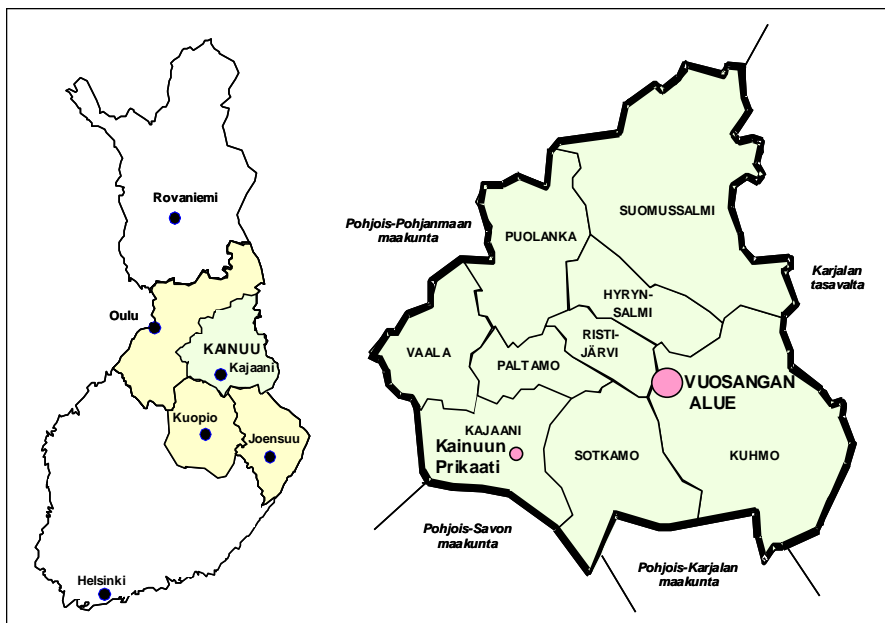 Rovaniemi
Oulu
KAINUU
Kajaani
Kuopio
Joensuu
Helsinki
Pohjois-Pohjanmaan
maakunta
SUOMUSSALMI
PUOLANKA
Karjalan
tasavalta
HYRYN-
SALMI
RISTI-
JÄRVI
VAALA
PALTAMO
VUOSANGAN
ALUE
KAJAANI
Kainuun
Prikaati
SOTKAMO
KUHMO
Pohjois-Savon
maakunta
Pohjois-Karjalan
maakunta